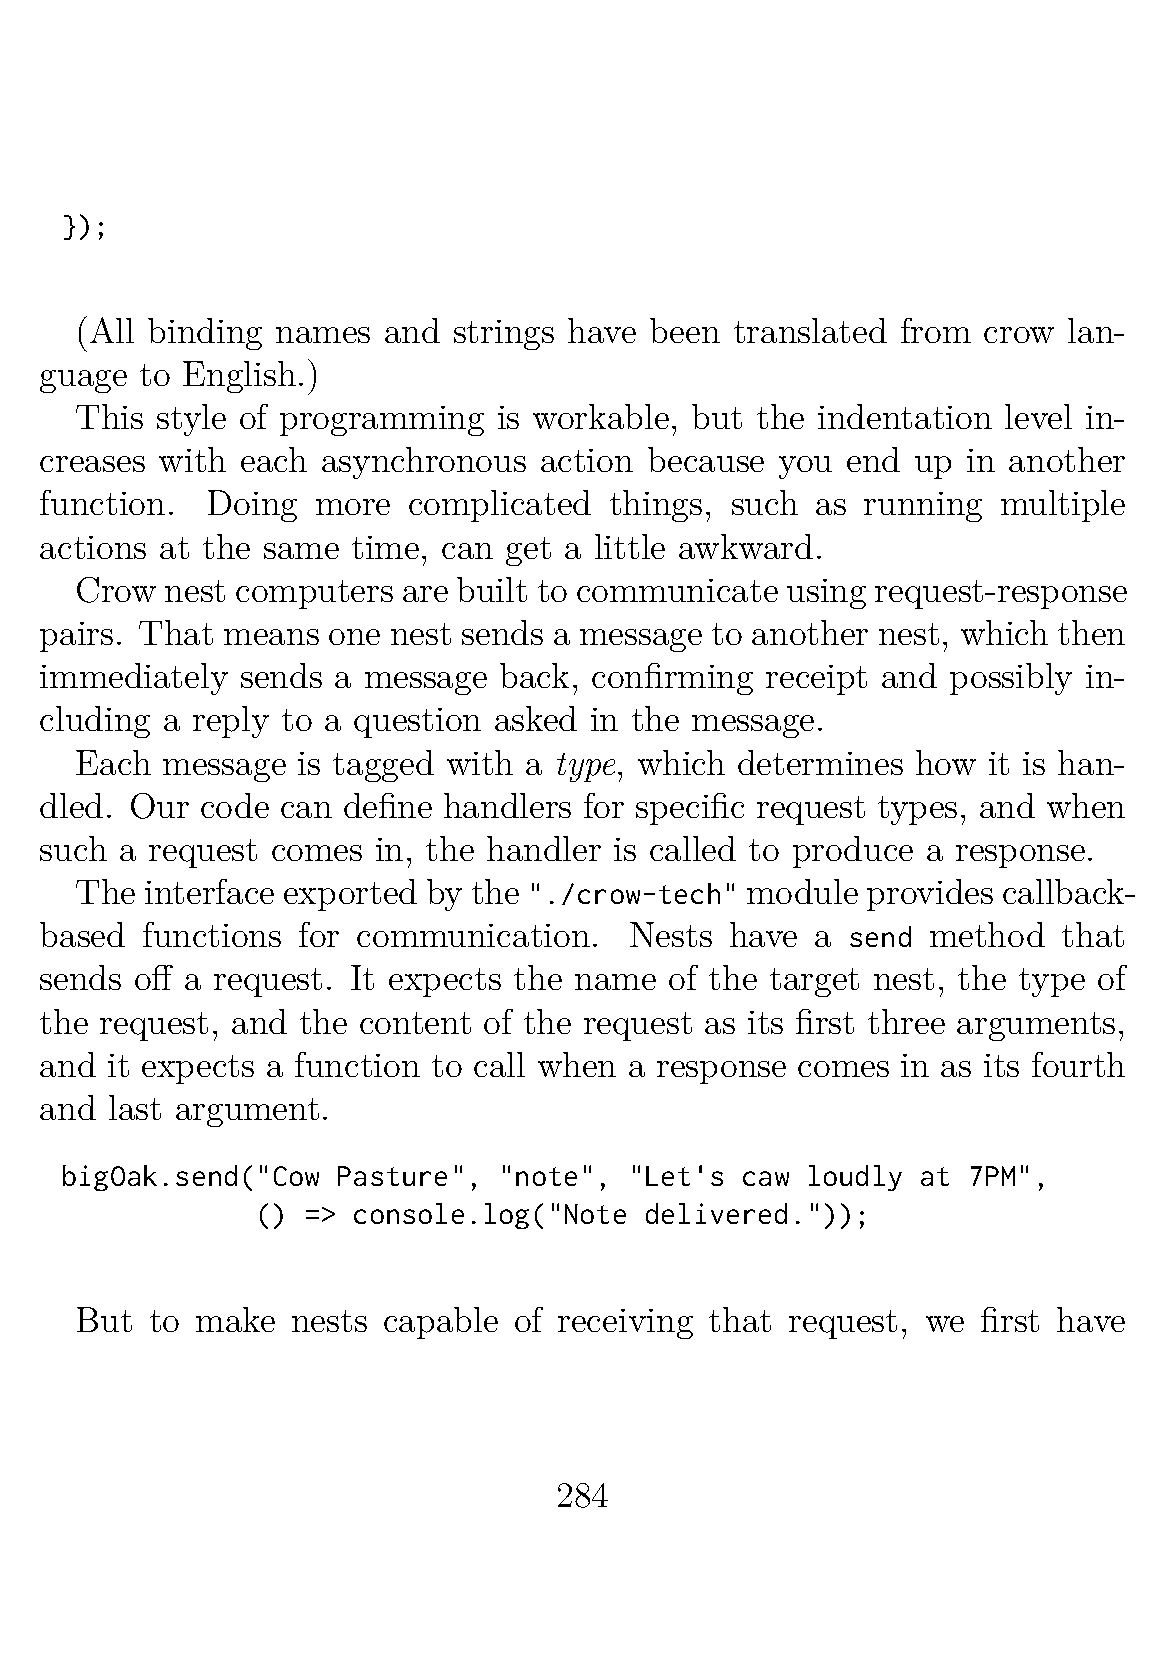 });
(All binding names and strings have been translated from crow lan-
guage to English.)
This style of programming is workable, but the indentation level in-
creases with each asynchronous action because you end up in another
function. Doing more complicated things, such as running multiple
actions at the same time, can get a little awkward.
Crow nest computers are built to communicate using request-response
pairs. That means one nest sends a message to another nest, which then
immediately sends a message back, confirming receipt and possibly in-
cluding a reply to a question asked in the message.
Each message is tagged with a type, which determines how it is han-
dled. Our code can define handlers for specific request types, and when
such a request comes in, the handler is called to produce a response.
The interface exported by the "./crow-tech" module provides callback-
based functions for communication. Nests have a send method that
sends off a request. It expects the name of the target nest, the type of
the request, and the content of the request as its first three arguments,
and it expects a function to call when a response comes in as its fourth
and last argument.
bigOak.send("Cow Pasture", "note", "Let's caw loudly at 7PM",
() => console.log("Note delivered."));
But to make nests capable of receiving that request, we first have
284